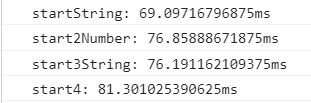 startString: 69.09716796875ms
start2Number: 76.85888671875ms
start3String: 76.191162109375ms
start4: 81.301025390625ms